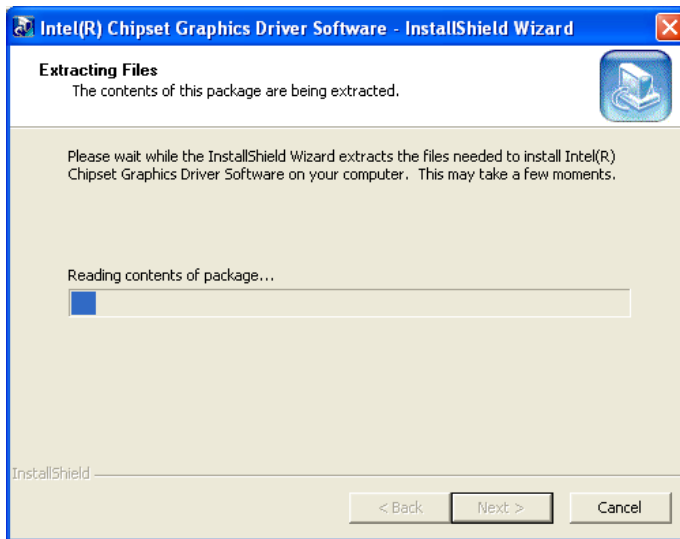 Intel(R) Chipset Graphics Driver Software - InstallShield Wizard
Extracting Files
The contents of this package are being extracted.
Please wait while the InstallShield Wizard extracts the files needed to install Intel(R)
Chipset Graphics Driver Software on your computer.  This may take a few moments.
Reading contents of package...
InstallShield
< Back
Next >
Cancel